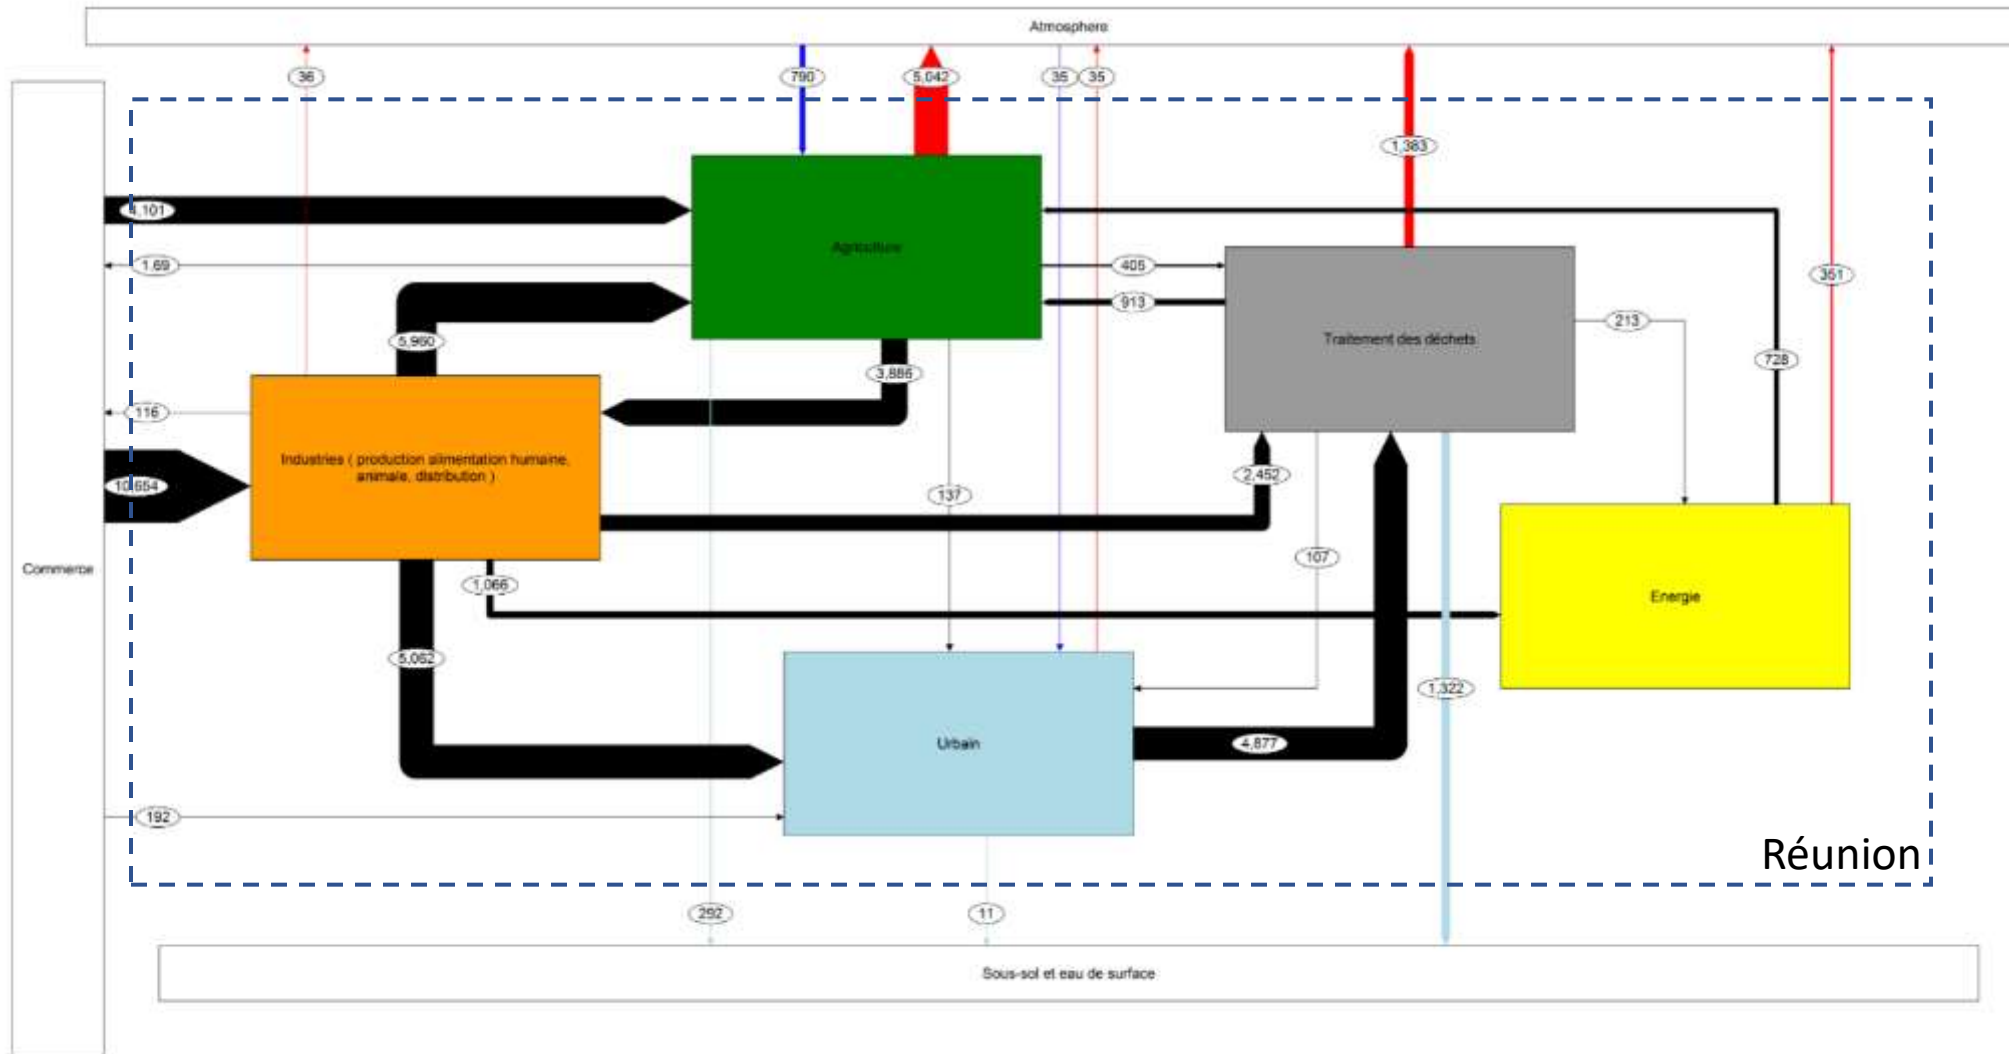 Atmosphere
36
790
5,042
35
35
1,383
4,101
Agriculture
1.69
405
351
913
213
5,960
Traitement des déchets
728
3,886
116
Industries ( production alimentation humaine,
animale, distribution )
2,452
10,654
137
107
Commerce
1,066
Energie
5,062
1,322
Urbain
4,877
192
Réunion
292
11
Sous-sol et eau de surface